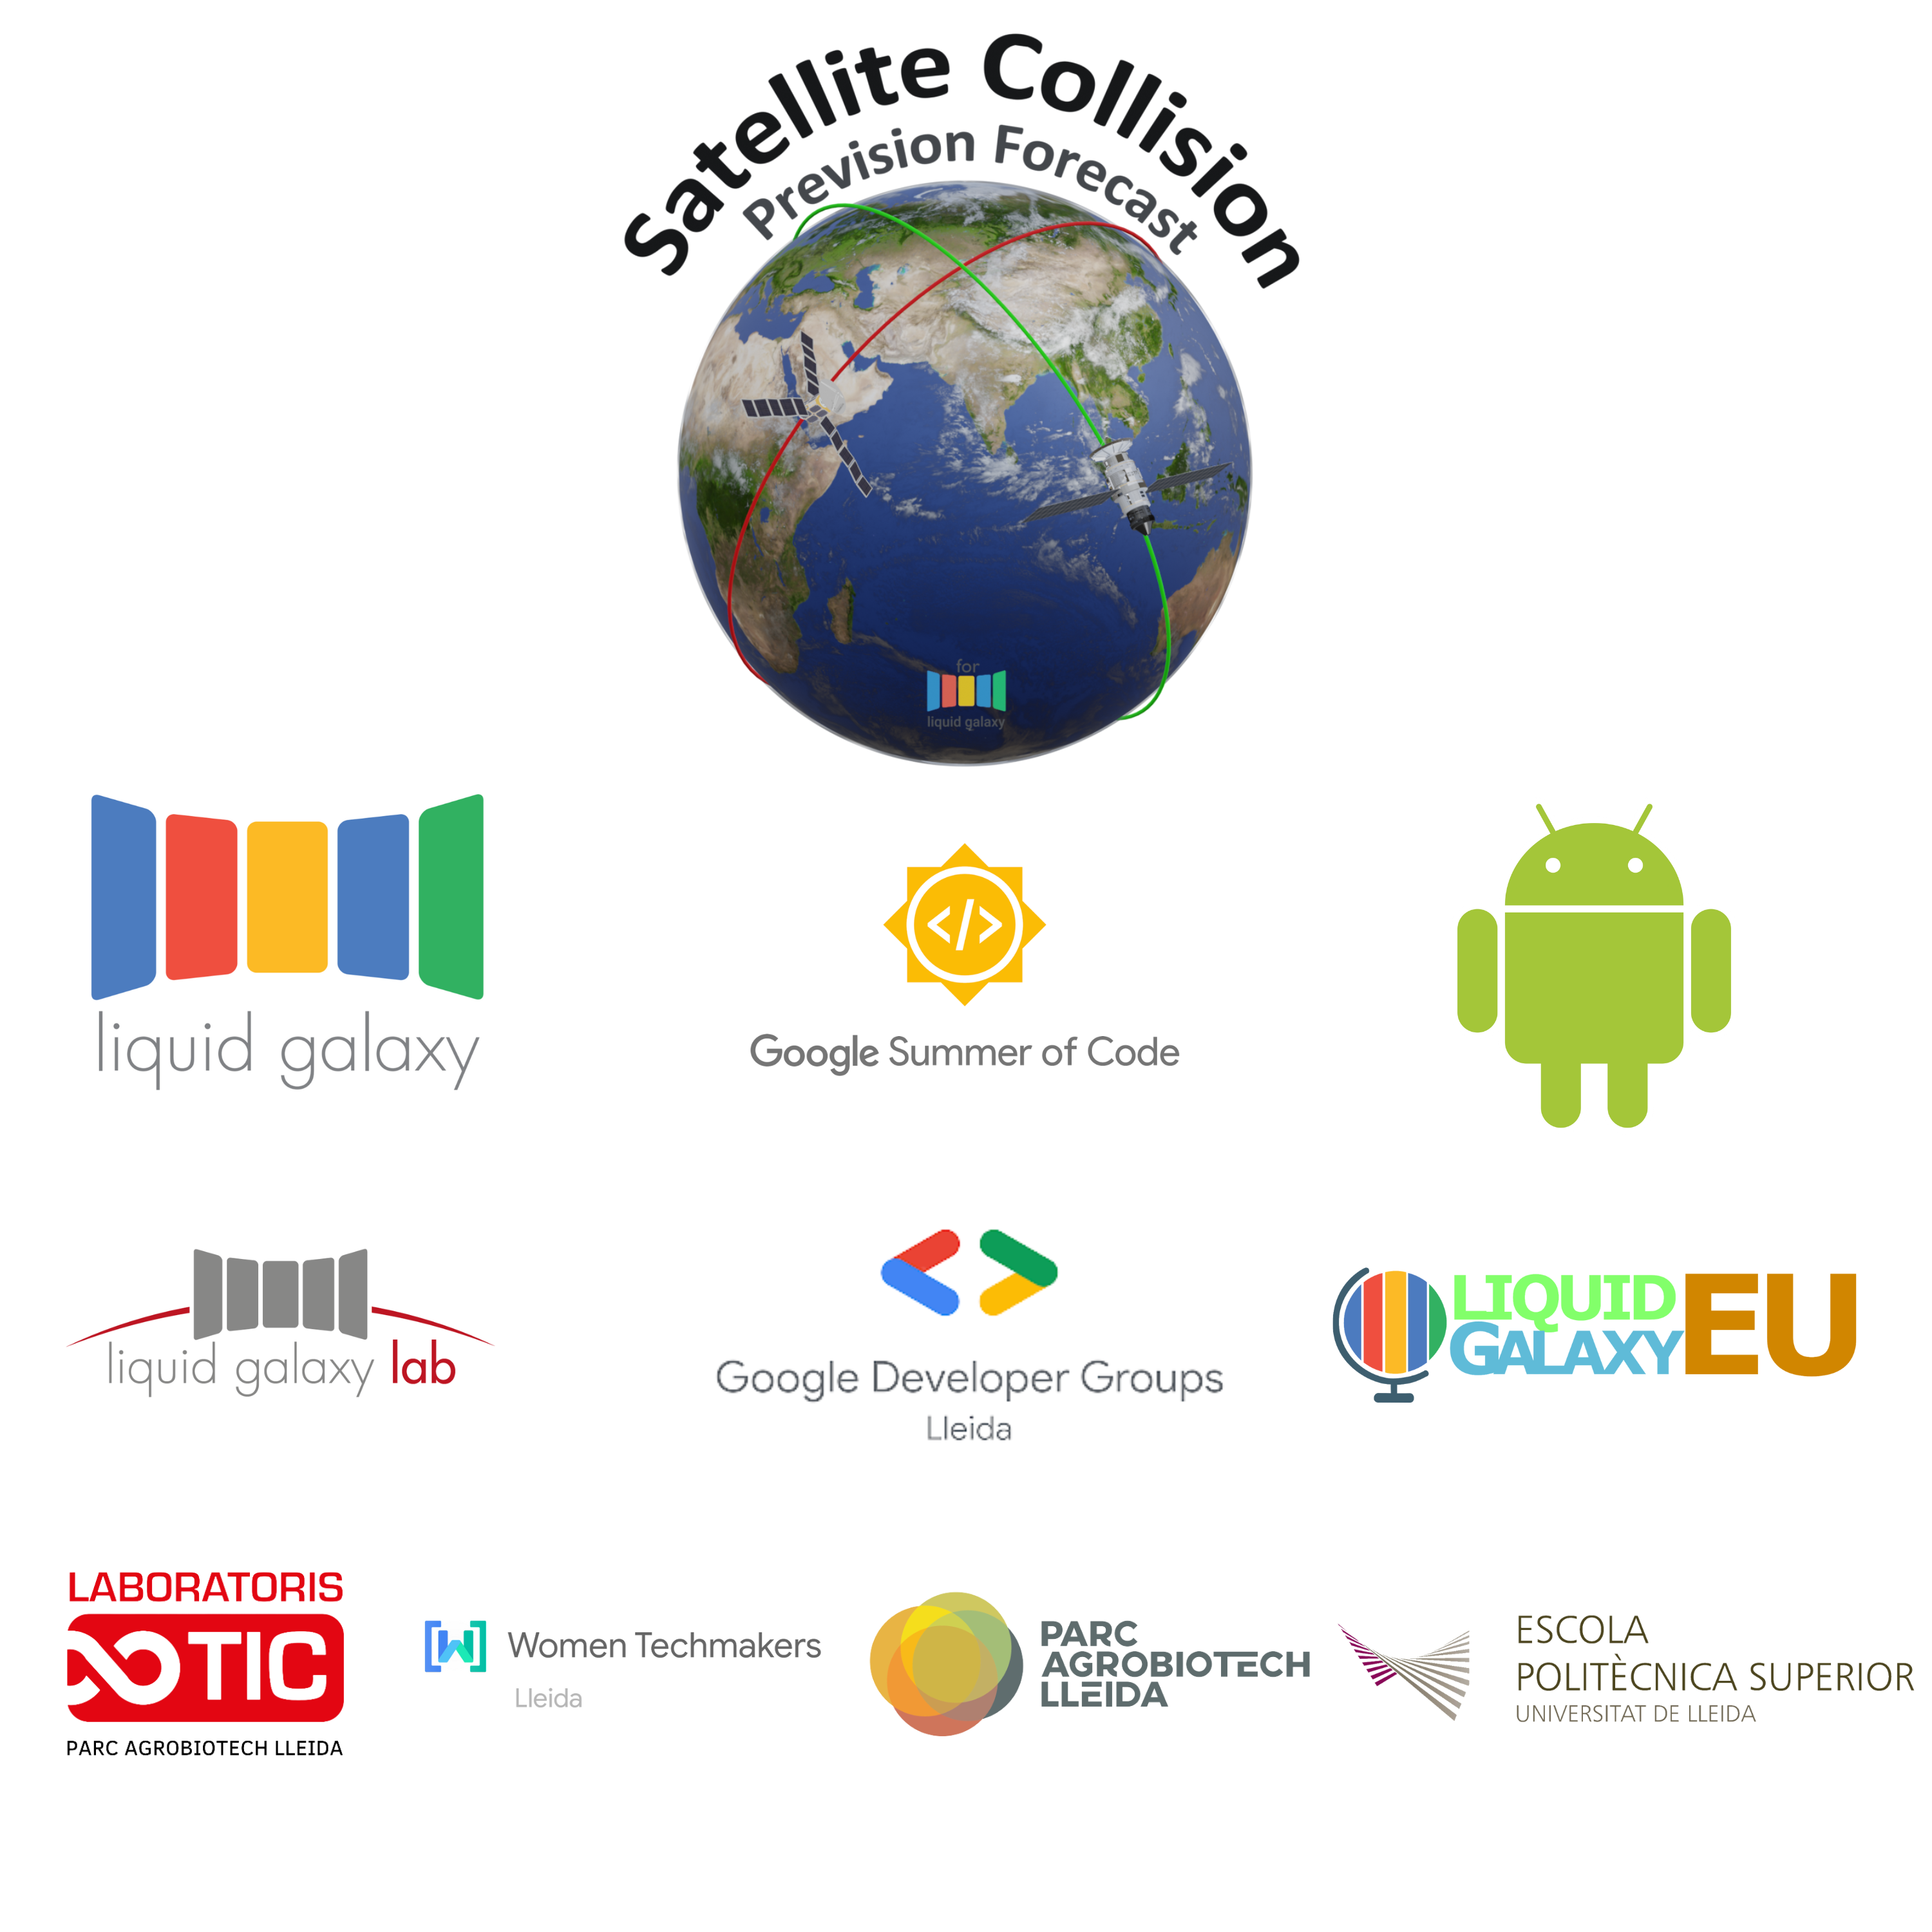 Satellite Collision
Prevision Forecast
for
liquid galaxy
liquid galaxy
Google Summer of Code
liquid galaxy lab
Google Developer Groups
Lleida
LIQUID
GALAXY EU
LABORATORIS
TIC
PARC AGROBIOTECH LLEIDA
Women Techmakers
Lleida
PARC
AGROBIOTECH
LLEIDA
ESCOLA
POLITÈCNICA SUPERIOR
UNIVERSITAT DE LLEIDA